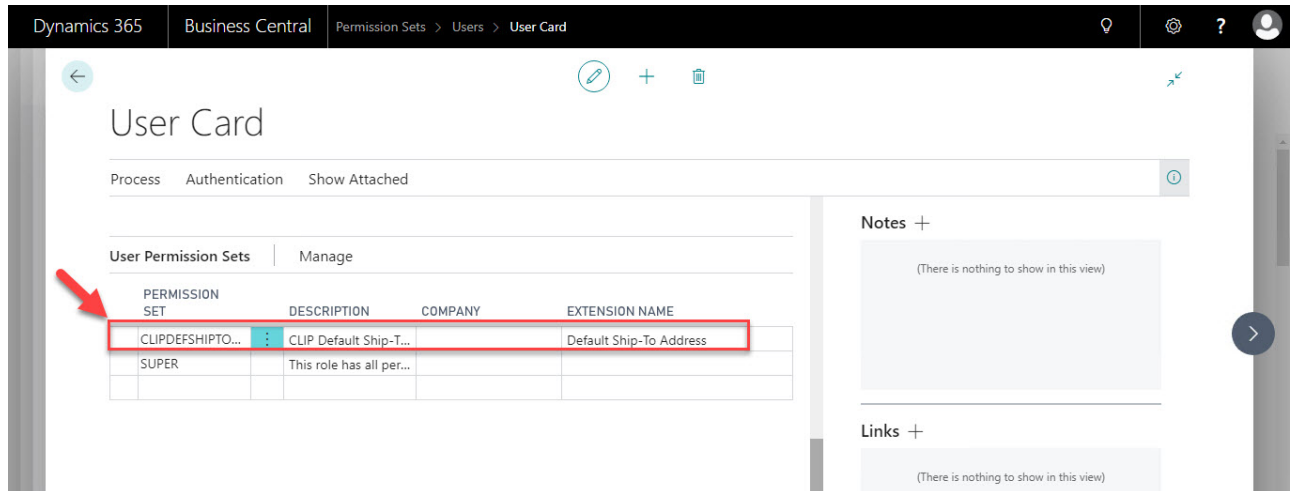 Dynamics 365 Business Central Permission Sets > Users > User Card ?
User Card
Process Authentication Show Attached
Notes +
User Permission Sets Manage
(There is nothing to show in this view)
PERMISSION
SET DESCRIPTION COMPANY EXTENSION NAME
CLIPDEFSHIPTO... CLIP Default Ship-T... Default Ship-To Address
SUPER This role has all per...
Links +
(There is nothing to show in this view)